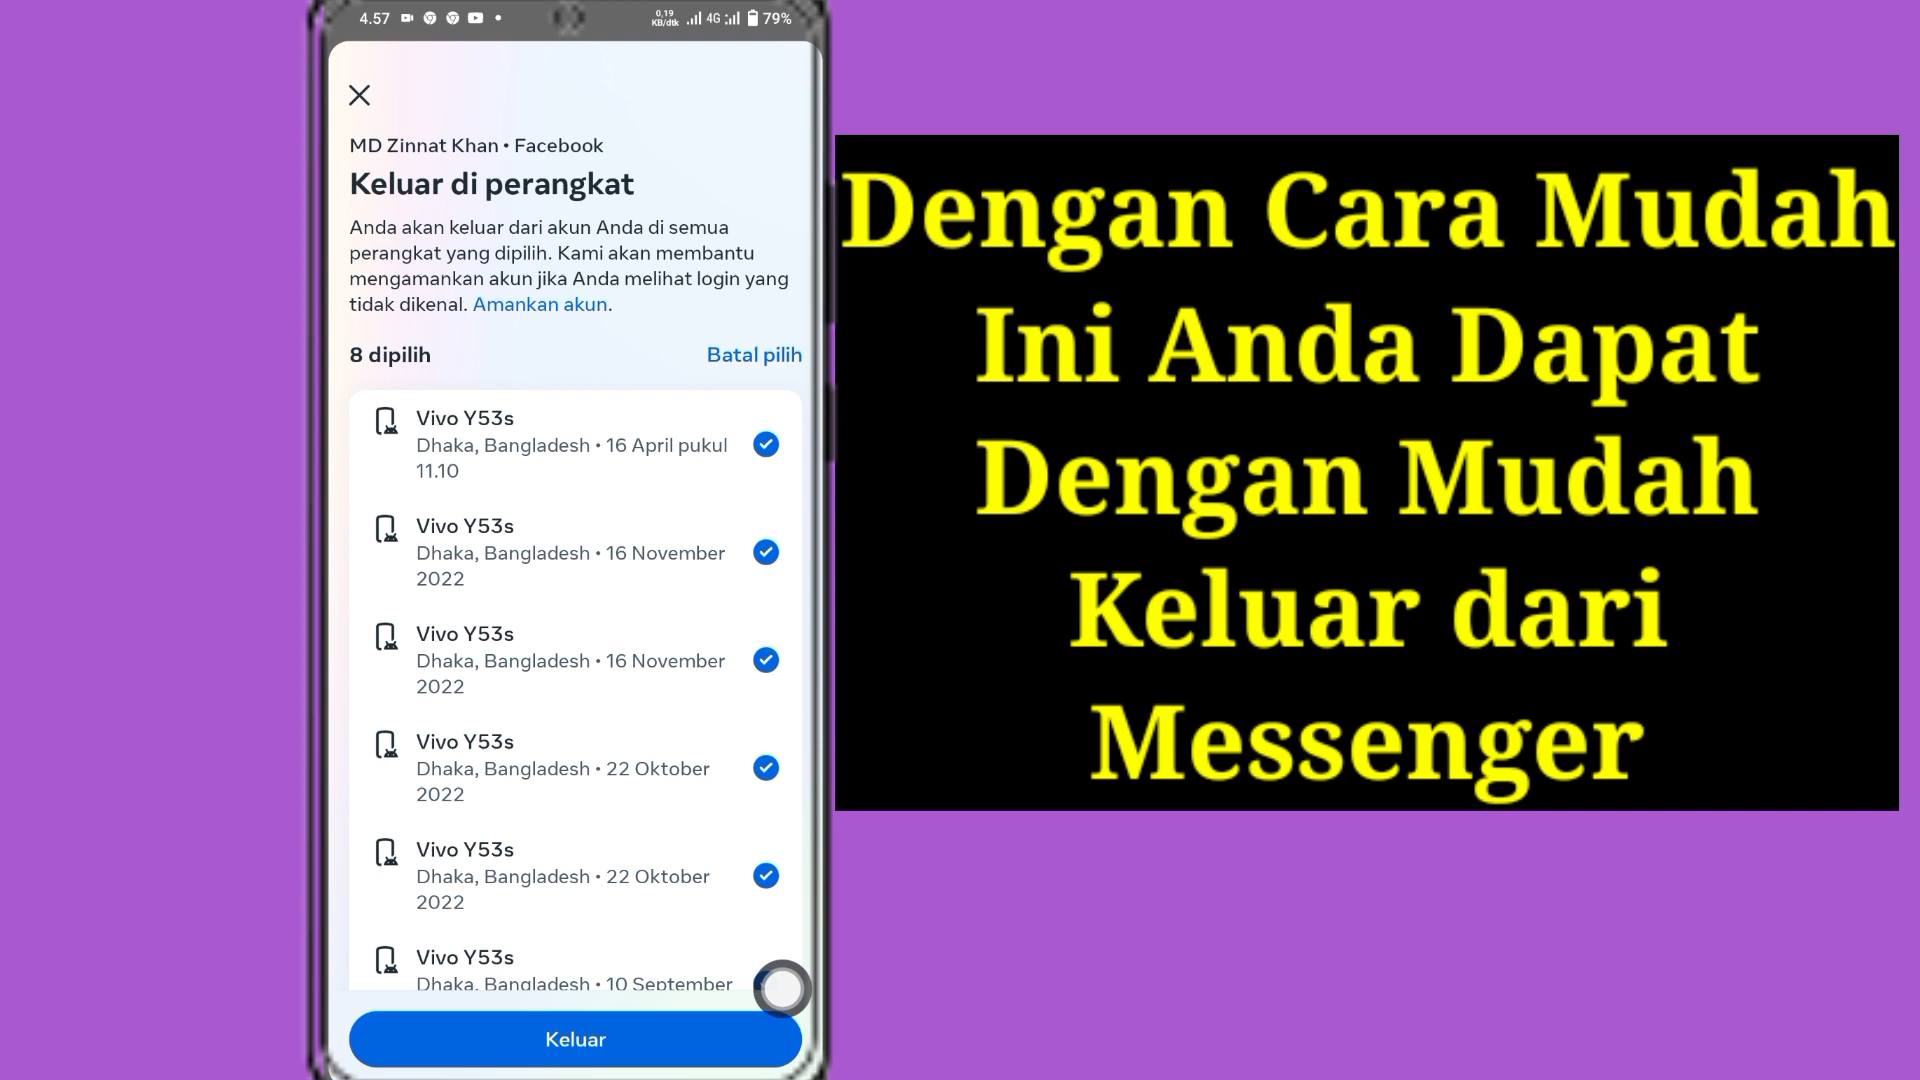 4.57
0,19
KB/dtk
4G
79%
MD Zinnat Khan • Facebook
Keluar di perangkat
Anda akan keluar dari akun Anda di semua
perangkat yang dipilih. Kami akan membantu
mengamankan akun jika Anda melihat login yang
tidak dikenal. Amankan akun.
8 dipilih
Batal pilih
Vivo Y53s
Dhaka, Bangladesh • 16 April pukul
11.10
Vivo Y53s
Dhaka, Bangladesh • 16 November
2022
Vivo Y53s
Dhaka, Bangladesh • 16 November
2022
Vivo Y53s
Dhaka, Bangladesh • 22 Oktober
2022
Vivo Y53s
Dhaka, Bangladesh • 22 Oktober
2022
Vivo Y53s
Dhaka, Bangladesh • 10 September
Keluar
Dengan Cara Mudah
Ini Anda Dapat
Dengan Mudah
Keluar dari
Messenger